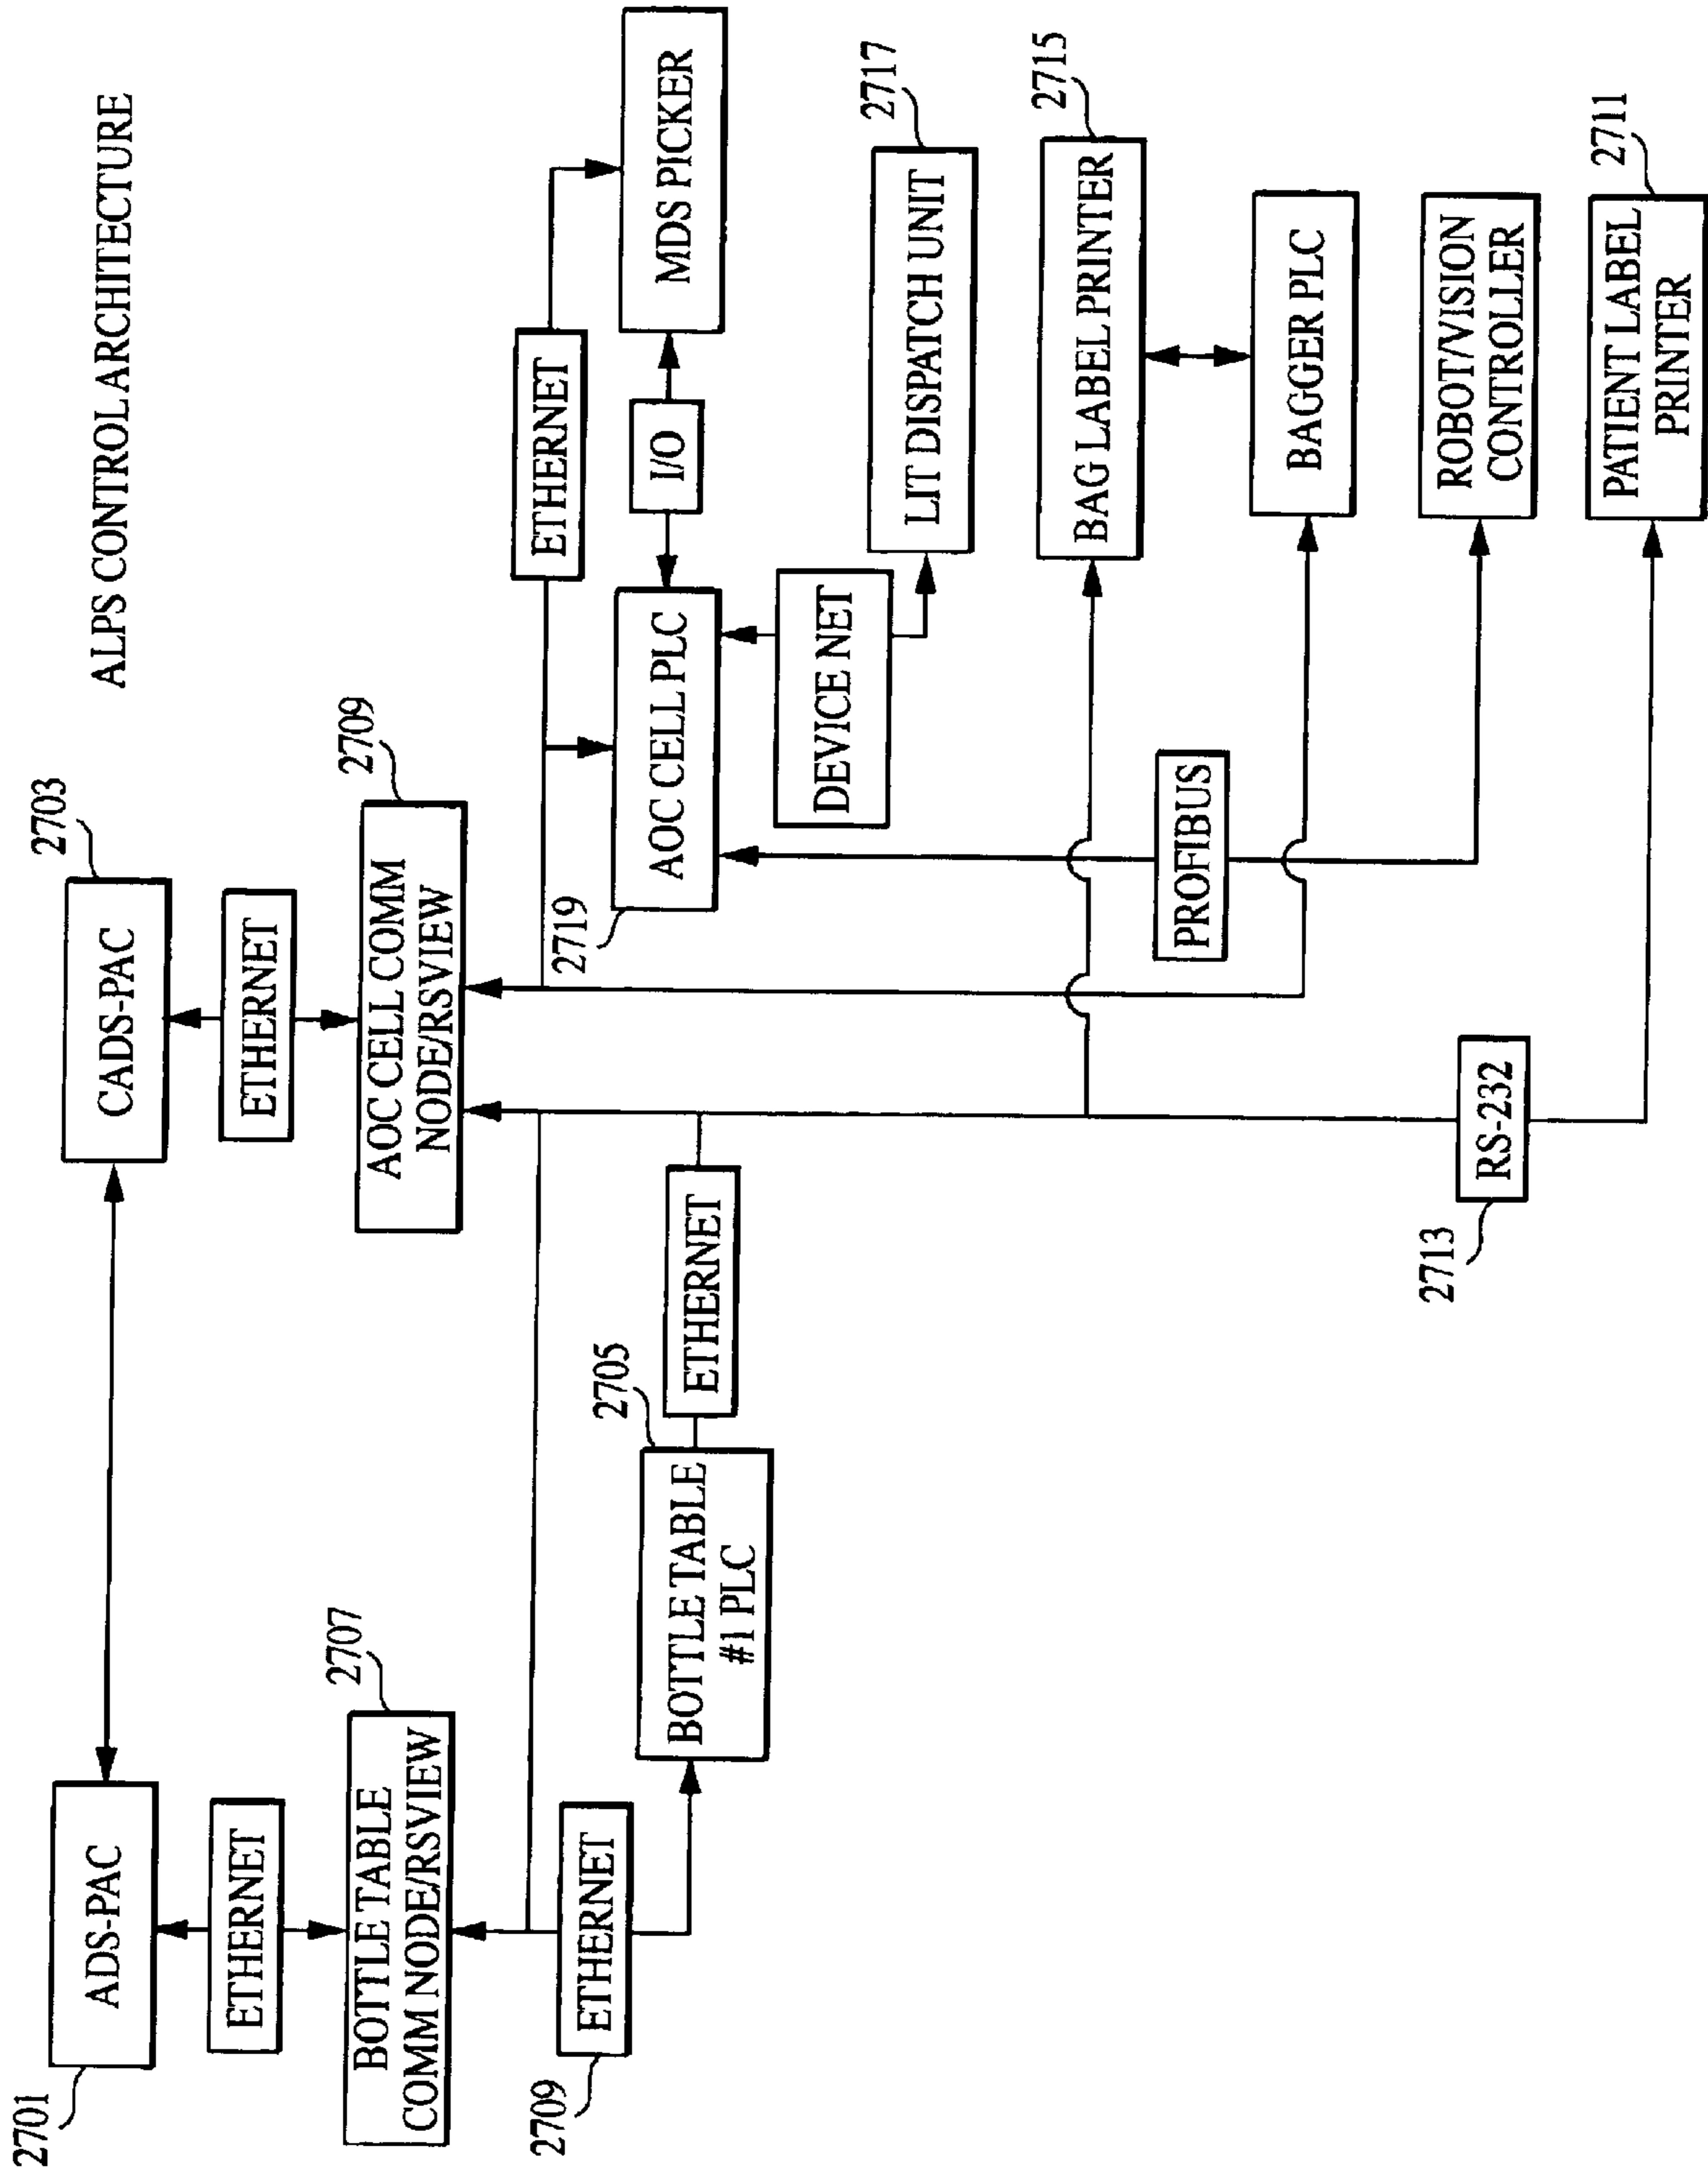 ALPS CONTROL ARCHITECTURE
2701
ADS-PAC
2703
CADS-PAC
ETHERNET
ETHERNET
2707
BOTTLE TABLE
COMM NODE/RSVIEW
2709
AOC CELL COMM
NODE/RSVIEW
2709
ETHERNET
ETHERNET
2705
BOTTLE TABLE
#1 PLC
ETHERNET
2719
AOC CELL PLC
I/O
MDS PICKER
DEVICE NET
2717
LIT DISPATCH UNIT
2715
BAG LABEL PRINTER
PROFIBUS
BAGGER PLC
ROBOT/VISION
CONTROLLER
2713
RS-232
2711
PATIENT LABEL
PRINTER